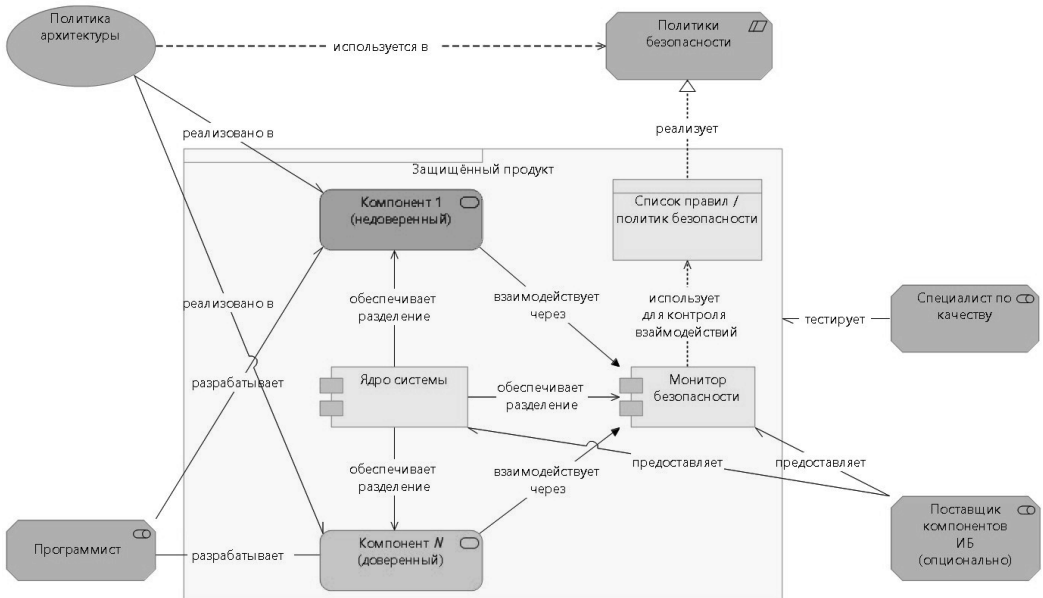 Политика
архитектуры
используется в
Политики
безопасности
реализовано в
реализует
Защищённый продукт
Компонент 1
(недоверенный)
Список правил /
политик безопасности
реализовано в
обеспечивает
разделение
взаимодействует
через
использует
для контроля
взаймодействий
тестирует
Специалист по
качеству
разрабатывает
Ядро системы
обеспечивает
разделение
Монитор
безопасности
обеспечивает
разделение
взаимодействует
через
предоставляет
предоставляет
Программист
разрабатывает
Компонент N
(доверенный)
Поставщик
компонентов
ИБ
(опционально)